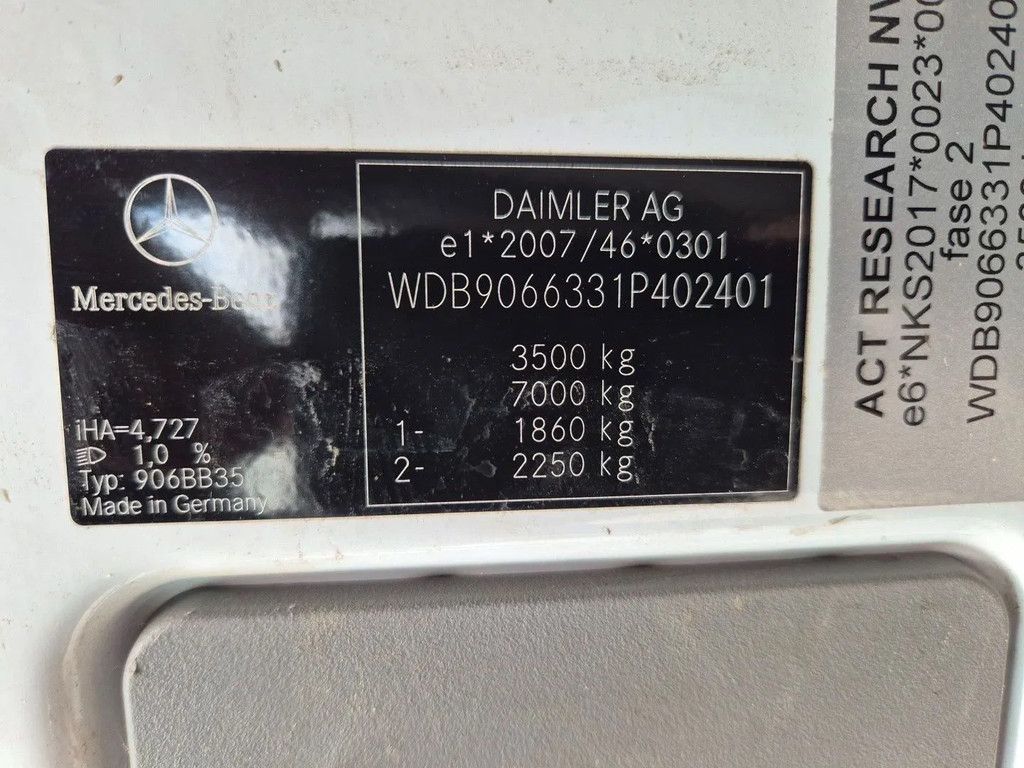 Mercedes-Benz
iHA=4,727
1,0 %
Typ: 906BB35
Made in Germany
DAIMLER AG
e1*2007/46*0301
WDB9066331P402401
3500 kg
7000 kg
1- 1860 kg
2- 2250 kg
ACT RESEARCH NV
e6*NKS2017*0023*00
fase 2
WDB9066331P40240